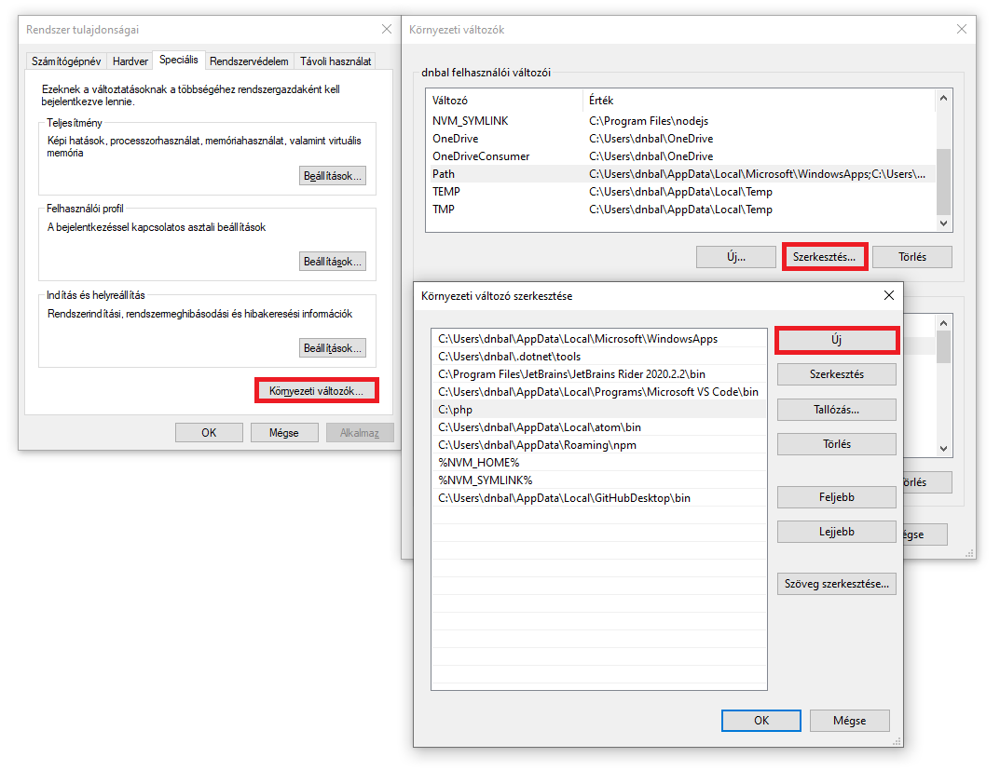 Rendszer tulajdonságai
Számítógépnév
Hardver
Speciális
Rendszervédelem
Távoli használat
Ezeknek a változtatásoknak a többségéhez rendszergazdaként kell
bejelentkezve lennie.
Teljesítmény
Képi hatások, processzorhasználat, memóriahasználat, valamint virtuális
memória
Beállítások...
Felhasználói profil
A bejelentkezéssel kapcsolatos asztali beállítások
Beállítások...
Indítás és helyreállítás
Rendszerindítási, rendszermeghibásodási és hibakeresési információk
Beállítások...
Környezeti változók...
OK
Mégse
Alkalmaz
Környezeti változók
dnbal felhasználói változói
Változó
Érték
NVM_SYMLINK
C:\Program Files\nodejs
OneDrive
C:\Users\dnbal\OneDrive
OneDriveConsumer
C:\Users\dnbal\OneDrive
Path
C:\Users\dnbal\AppData\Local\Microsoft\WindowsApps;C:\Users\...
TEMP
C:\Users\dnbal\AppData\Local\Temp
TMP
C:\Users\dnbal\AppData\Local\Temp
Új...
Szerkesztés...
Törlés
örlés
égse
Környezeti változó szerkesztése
C:\Users\dnbal\AppData\Local\Microsoft\WindowsApps
C:\Users\dnbal\.dotnet\tools
C:\Program Files\JetBrains\JetBrains Rider 2020.2.2\bin
C:\Users\dnbal\AppData\Local\Programs\Microsoft VS Code\bin
C:\php
C:\Users\dnbal\AppData\Local\atom\bin
C:\Users\dnbal\AppData\Roaming\npm
%NVM_HOME%
%NVM_SYMLINK%
C:\Users\dnbal\AppData\Local\GitHubDesktop\bin
Új
Szerkesztés
Tallózás...
Törlés
Feljebb
Lejjebb
Szöveg szerkesztése...
OK
Mégse